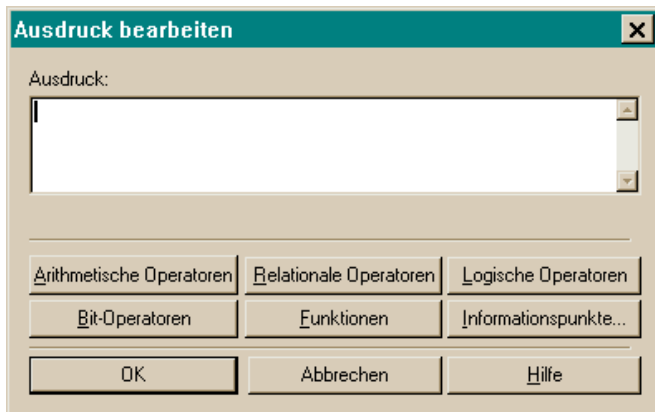 Ausdruck bearbeiten
Ausdruck:
Arithmetische Operatoren Relationale Operatoren Logische Operatoren
Bit-Operatoren Funktionen Informationspunkte...
OK Abbrechen Hilfe